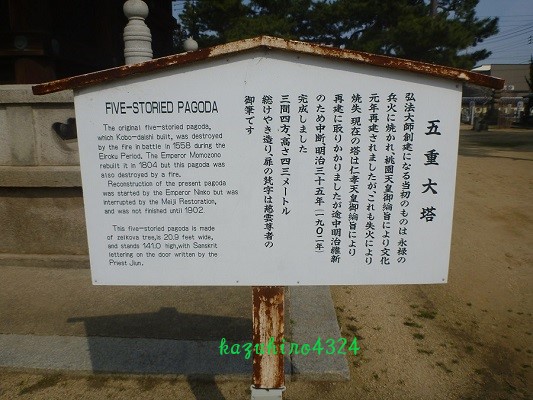 FIVE-STORIED PAGODA
The original five-storied pagoda,
which Kobo-daishi built, was destroyed
by the fire in battle in 1558 during the
Eiroku Period, The Emperor Momozono
rebuilt it in 1804 but this pagoda was
also destroyed by a fire.
Reconstruction of the present pagoda
was started by the Emperor Ninko but was
interrupted by the Meiji Restoration,
and was not finished until 1902.
This five-storied pagoda is made
of zelkova tres,is 20.9 feet wide,
and stands 141.0 high,with Sanskrit
lettering on the door written by the
Priest Jiun.
五重大塔
弘法大師創建になる当初のものは永禄の
兵火に焼かれ、桃園天皇御綸旨により文化
元年再建されましたが、これも失火により
焼失 現在の塔は仁孝天皇御綸旨により
再建に取りかかりましたが途中明治維新
のため中断、明治三十五年(一九〇二年)
完成しました
三間四方、高さ四三メートル
総けやき造り、扉の梵字は慈雲尊者の
御筆です
kazuhiro4324